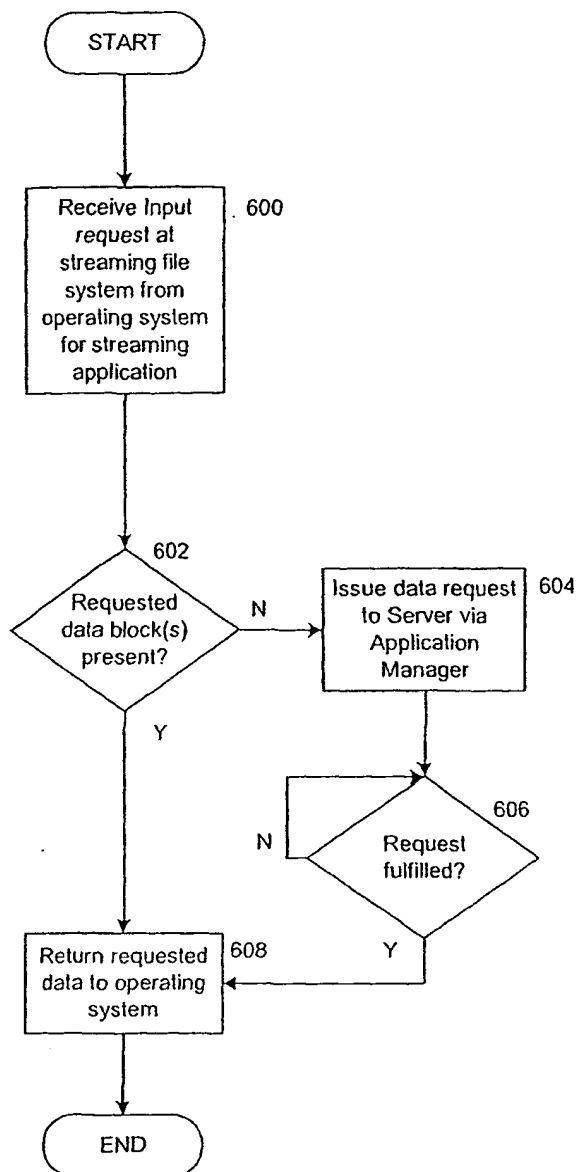 START
Receive Input
request at
streaming file
system from
operating system
for streaming
application
600
602
Requested
data block(s)
present?
N
Y
Issue data request
to Server via
Application
Manager
604
606
Request
fulfilled?
N
Y
Return requested
data to operating
system
608
END